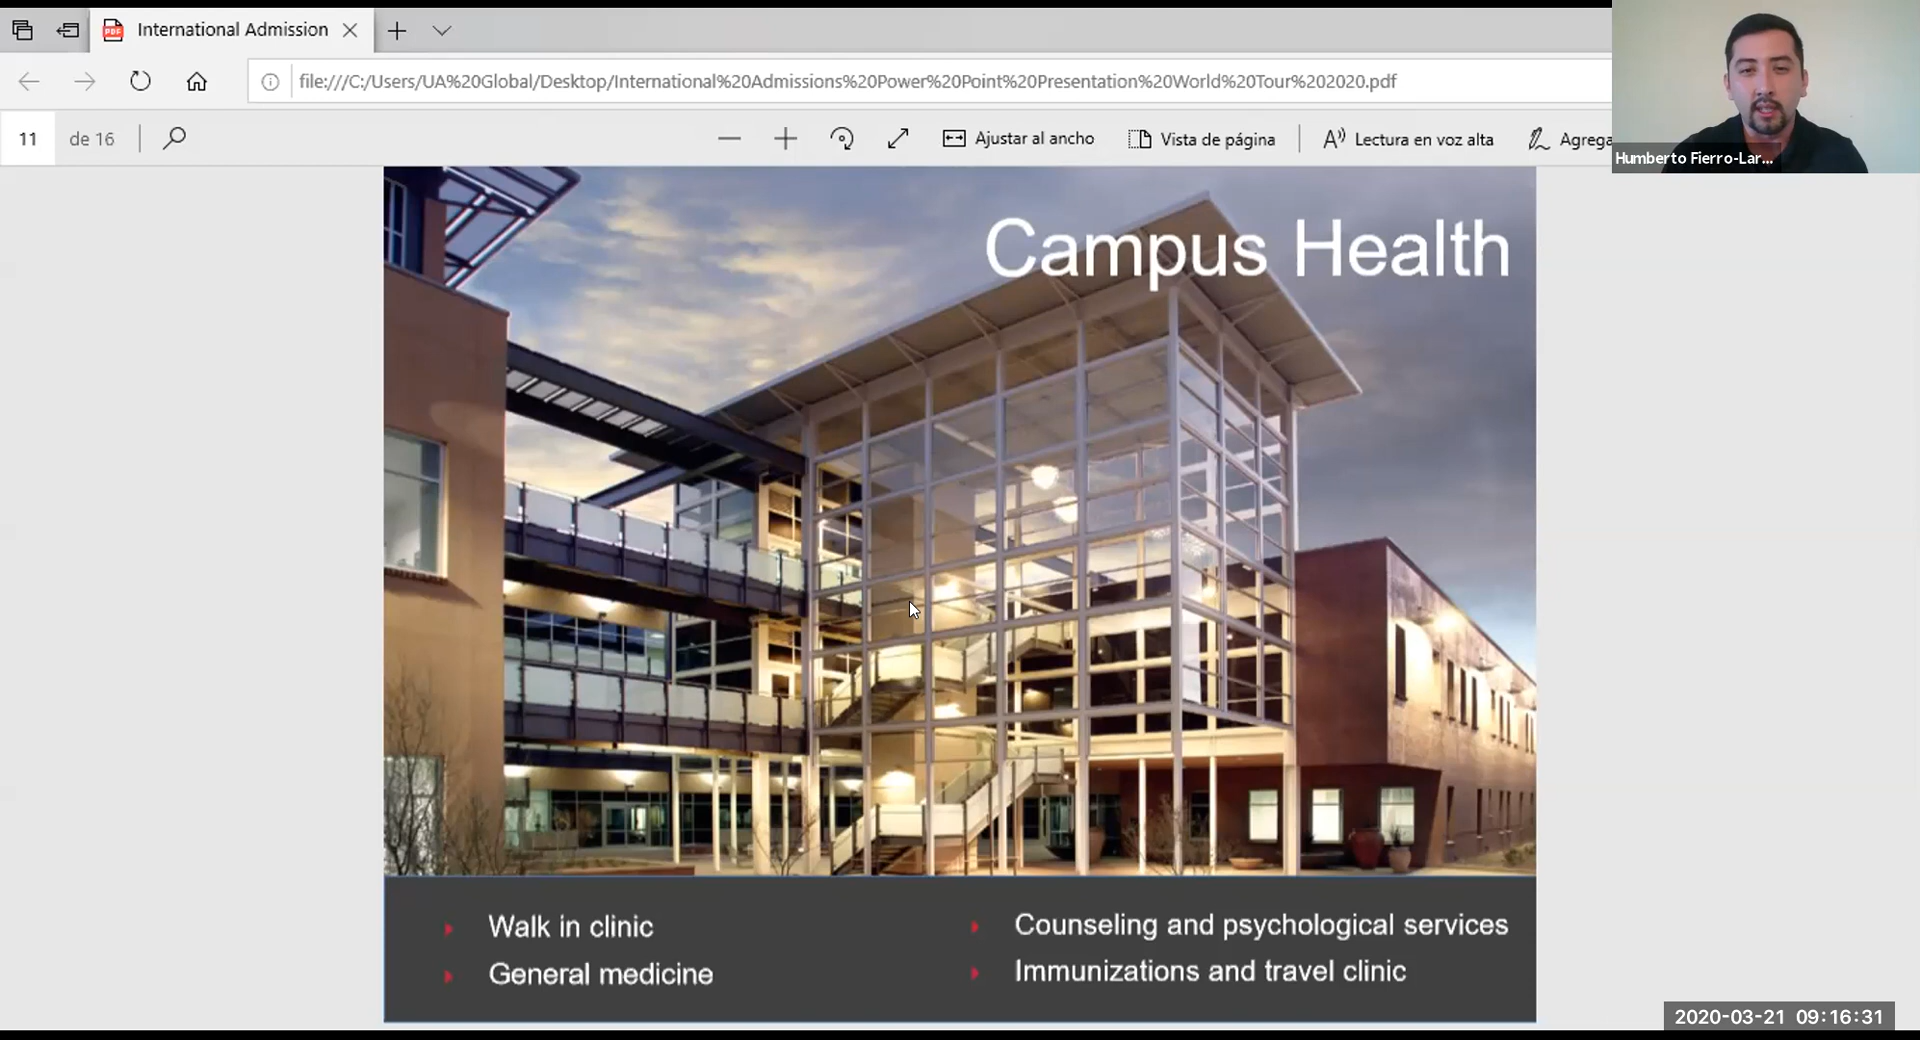 International Admission
file:///C:/Users/UA%20Global/Desktop/International%20Admissions%20Power%20Point%20Presentation%20World%20Tour%202020.pdf
11 de 16
Ajustar al ancho
Vista de página
Lectura en voz alta
Agrega
Humberto Fierro-Lar...
Campus Health
Walk in clinic
General medicine
Counseling and psychological services
Immunizations and travel clinic
2020-03-21 09:16:31